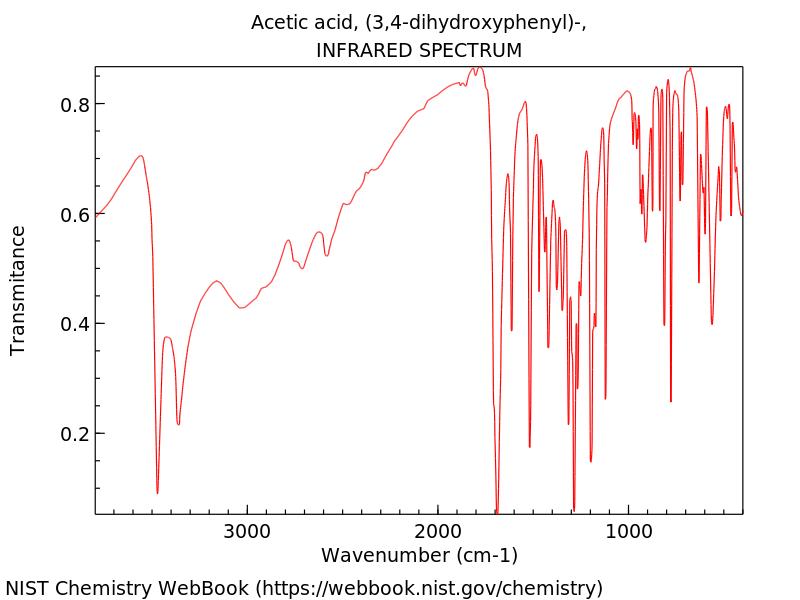 Acetic acid, (3,4-dihydroxyphenyl)-,
INFRARED SPECTRUM
0.8
0.6
0.4
0.2
Transmitance
3000 2000 1000
Wavenumber (cm-1)
NIST Chemistry WebBook (https://webbook.nist.gov/chemistry)